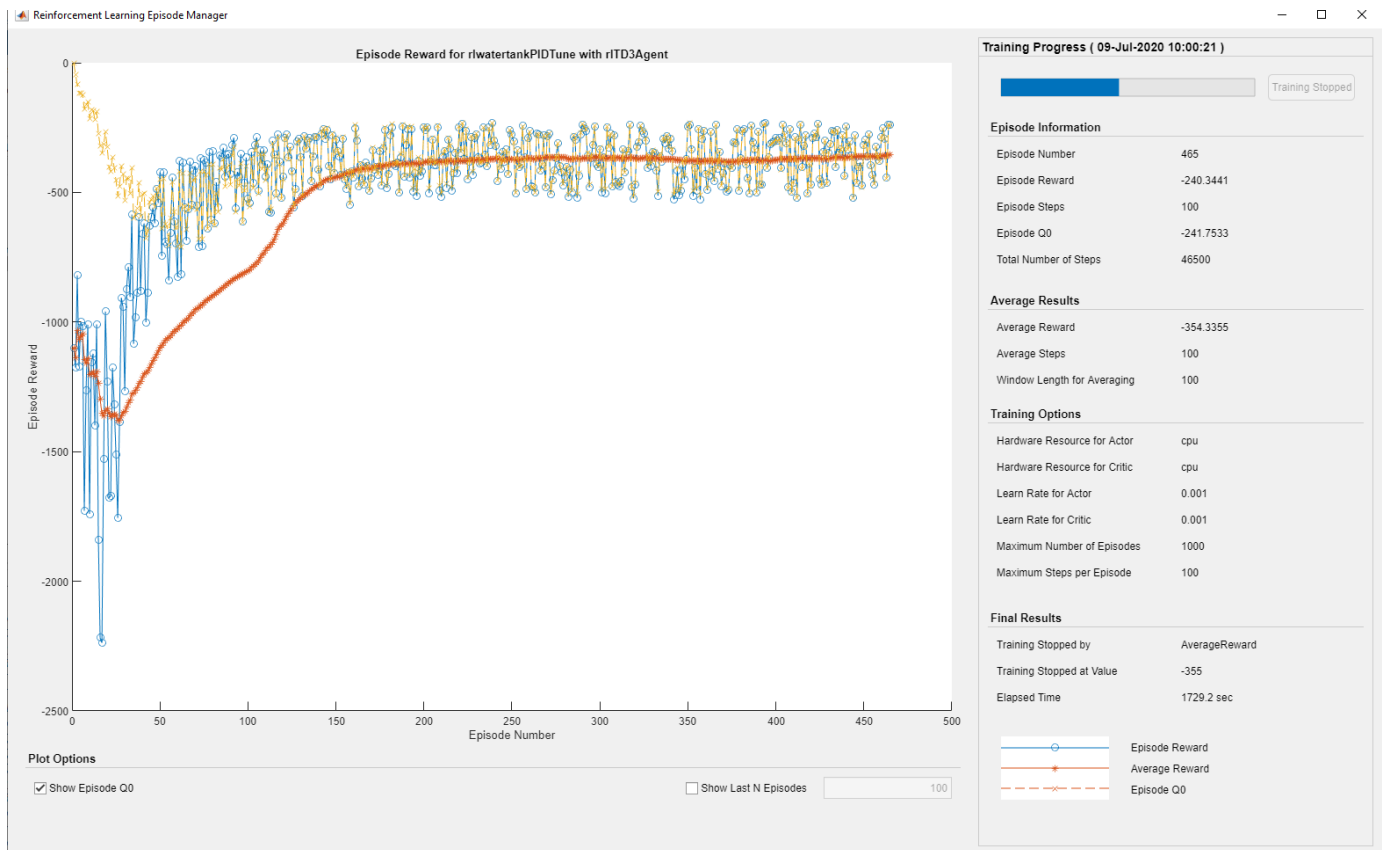 Reinforcement Learning Episode Manager
Episode Reward for rlwatertankPIDTune with rlTD3Agent
0
-500
-1000
-1500
-2000
-2500
Episode Reward
0 50 100 150 200 250 300 350 400 450 500
Episode Number
Plot Options
Show Episode Q0
Show Last N Episodes 100
Training Progress ( 09-Jul-2020 10:00:21 )
Training Stopped
Episode Information
Episode Number 465
Episode Reward -240.3441
Episode Steps 100
Episode Q0 -241.7533
Total Number of Steps 46500
Average Results
Average Reward -354.3355
Average Steps 100
Window Length for Averaging 100
Training Options
Hardware Resource for Actor cpu
Hardware Resource for Critic cpu
Learn Rate for Actor 0.001
Learn Rate for Critic 0.001
Maximum Number of Episodes 1000
Maximum Steps per Episode 100
Final Results
Training Stopped by AverageReward
Training Stopped at Value -355
Elapsed Time 1729.2 sec
Episode Reward
Average Reward
Episode Q0